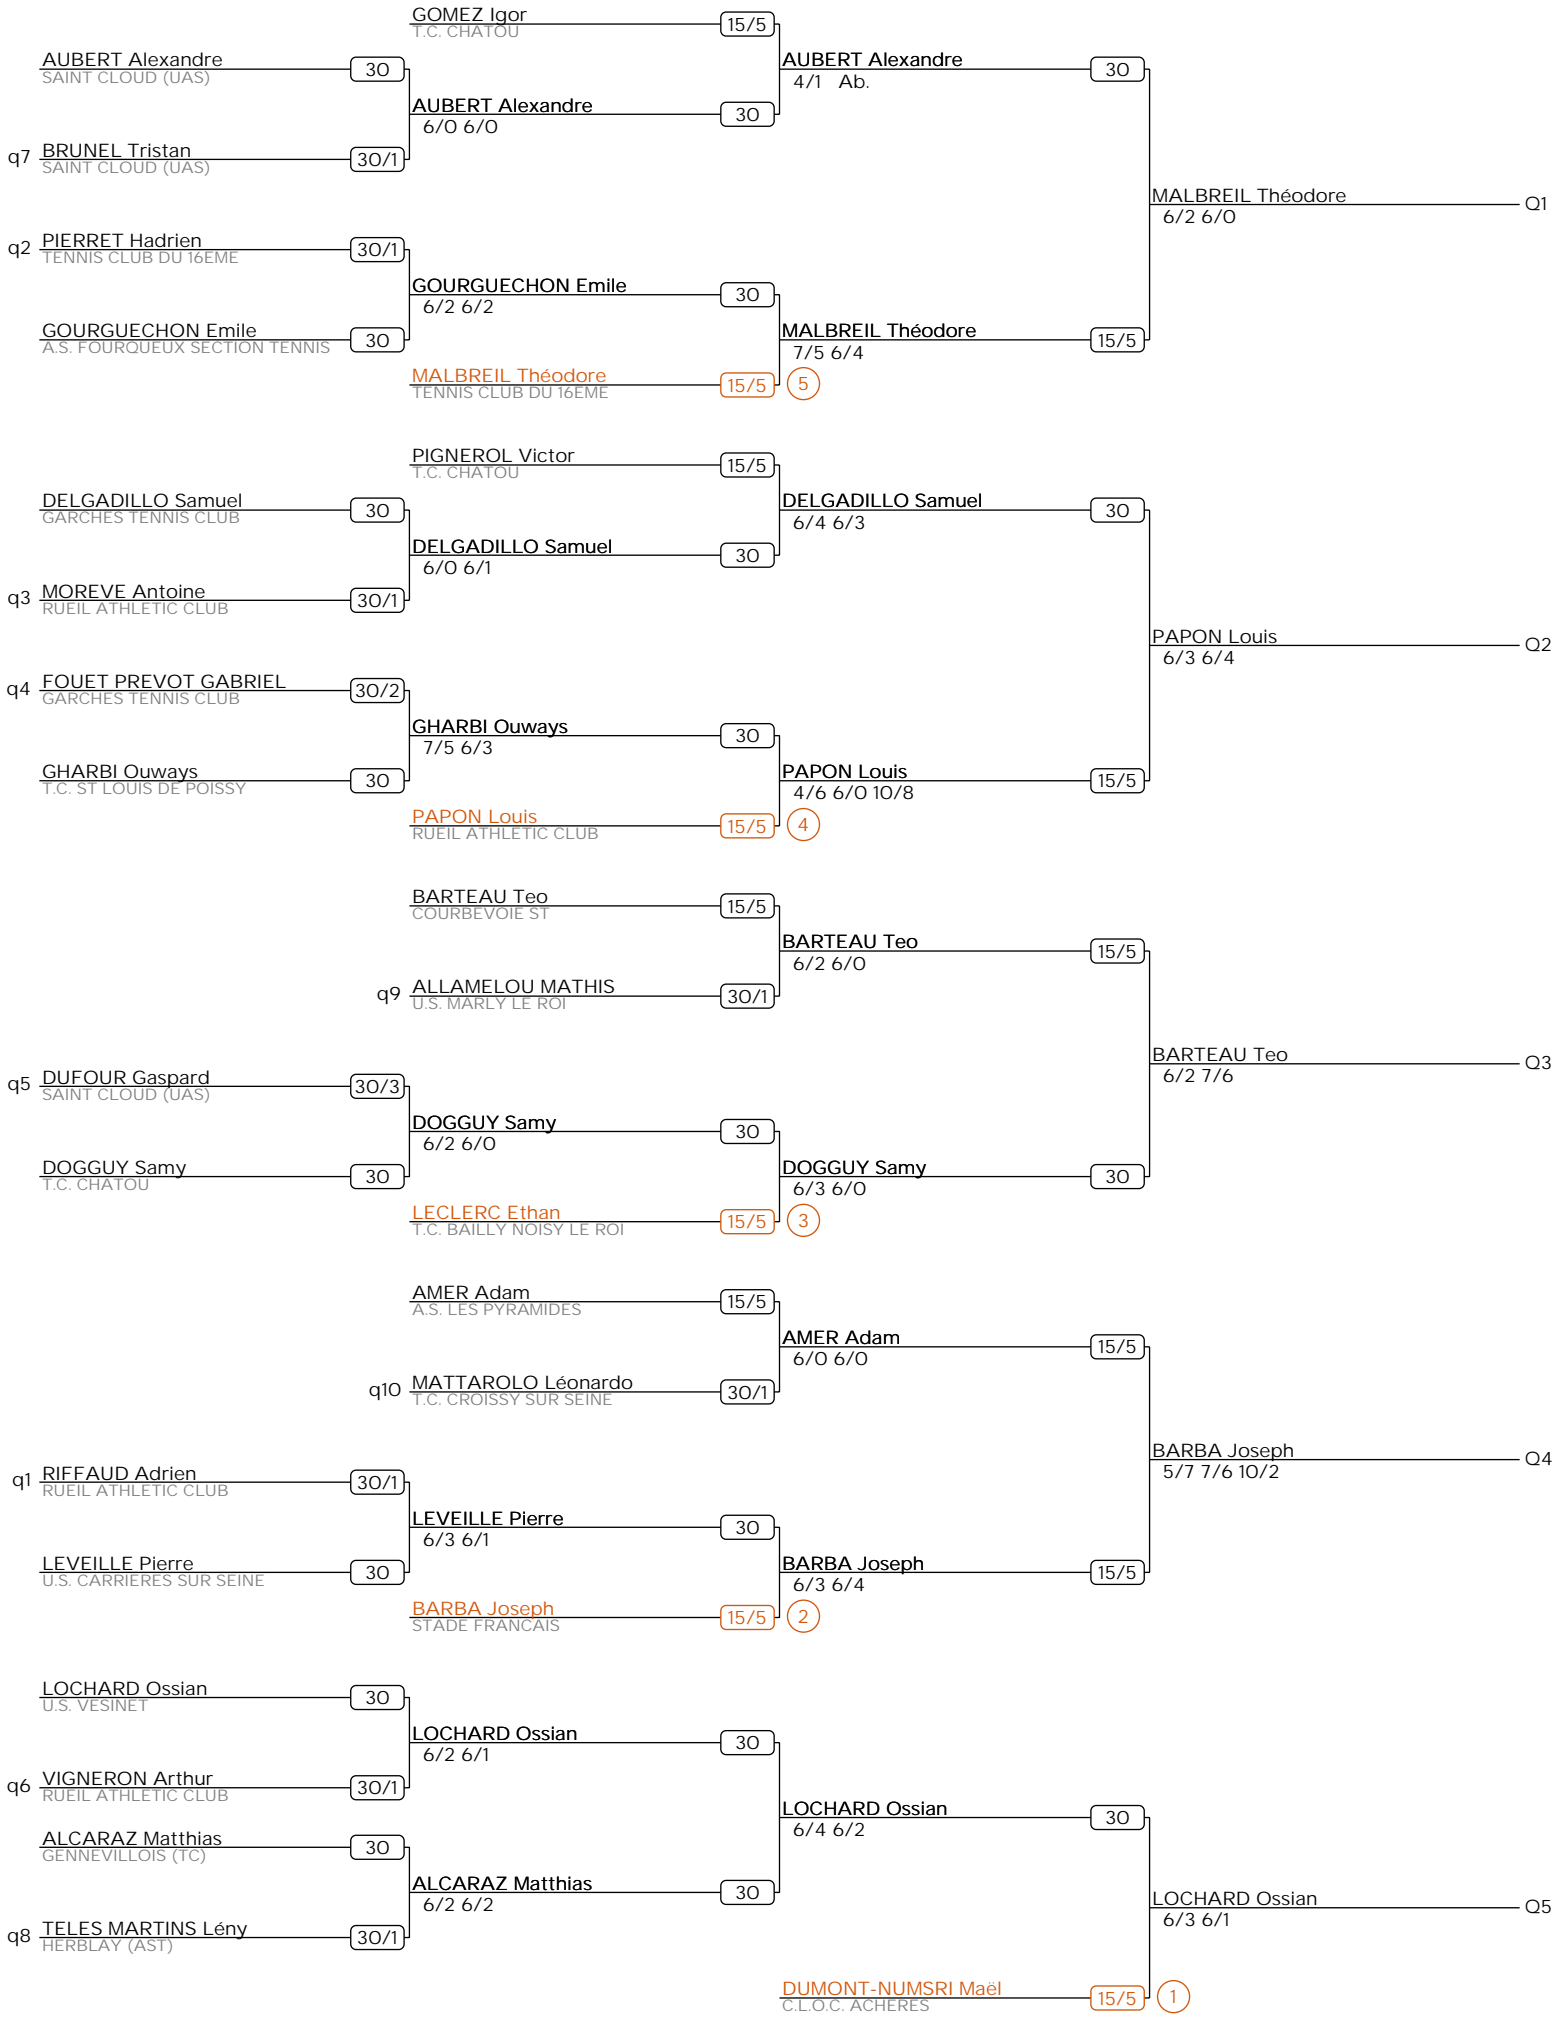 GOMEZ Igor 15/5
T.C. CHATOU
AUBERT Alexandre 30 AUBERT Alexandre 30
SAINT CLOUD (UAS) 4/1 Ab.
AUBERT Alexandre 30
6/0 6/0
q7 BRUNEL Tristan 30/1
SAINT CLOUD (UAS)
MALBREIL Théodore Q1
6/2 6/0
q2 PIERRET Hadrien 30/1
TENNIS CLUB DU 16EME
GOURGUECHON Emile 30
6/2 6/2
GOURGUECHON Emile 30 MALBREIL Théodore 15/5
A.S. FOURQUEUX SECTION TENNIS 7/5 6/4
MALBREIL Théodore 15/5 5
TENNIS CLUB DU 16EME
PIGNEROL Victor 15/5
T.C. CHATOU
DELGADILLO Samuel 30 DELGADILLO Samuel 30
GARCHES TENNIS CLUB 6/4 6/3
DELGADILLO Samuel 30
6/0 6/1
q3 MOREVE Antoine 30/1
RUEIL ATHLETIC CLUB
PAPON Louis Q2
6/3 6/4
q4 FOUET PREVOT GABRIEL 30/2
GARCHES TENNIS CLUB
GHARBI Ouways 30
7/5 6/3
GHARBI Ouways 30 PAPON Louis 15/5
T.C. ST LOUIS DE POISSY 4/6 6/0 10/8
PAPON Louis 15/5 4
RUEIL ATHLETIC CLUB
BARTEAU Teo 15/5
COURBEVOIE ST
BARTEAU Teo 15/5
6/2 6/0
q9 ALLAMELOU MATHIS 30/1
U.S. MARLY LE ROI
BARTEAU Teo Q3
6/2 7/6
q5 DUFOUR Gaspard 30/3
SAINT CLOUD (UAS)
DOGGUY Samy 30
6/2 6/0
DOGGUY Samy 30 DOGGUY Samy 30
T.C. CHATOU 6/3 6/0
LECLERC Ethan 15/5 3
T.C. BAILLY NOISY LE ROI
AMER Adam 15/5
A.S. LES PYRAMIDES
AMER Adam 15/5
6/0 6/0
q10 MATTAROLO Léonardo 30/1
T.C. CROISSY SUR SEINE
BARBA Joseph Q4
5/7 7/6 10/2
q1 RIFFAUD Adrien 30/1
RUEIL ATHLETIC CLUB
LEVEILLE Pierre 30
6/3 6/1
LEVEILLE Pierre 30 BARBA Joseph 15/5
U.S. CARRIERES SUR SEINE 6/3 6/4
BARBA Joseph 15/5 2
STADE FRANCAIS
LOCHARD Ossian 30
U.S. VESINET
LOCHARD Ossian 30
6/2 6/1
q6 VIGNERON Arthur 30/1
RUEIL ATHLETIC CLUB
LOCHARD Ossian 30
6/4 6/2
ALCARAZ Matthias 30
GENNEVILLOIS (TC)
ALCARAZ Matthias 30
6/2 6/2
LOCHARD Ossian Q5
6/3 6/1
q8 TELES MARTINS Lény 30/1
HERBLAY (AST)
DUMONT-NUMSRI Maël 15/5 1
C.L.O.C. ACHERES